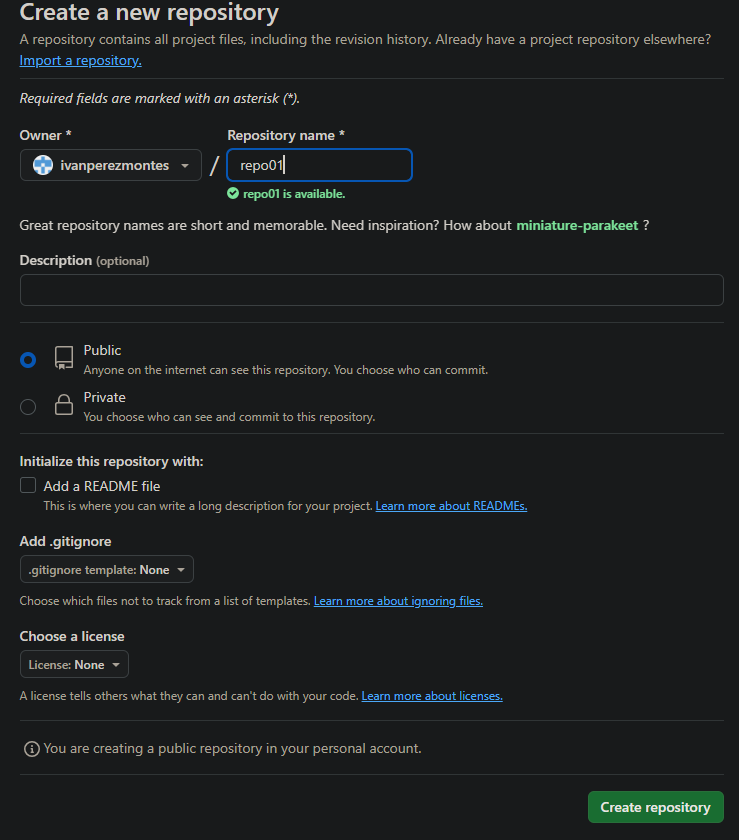 Create a new repository
A repository contains all project files, including the revision history. Already have a project repository elsewhere?
Import a repository.
Required fields are marked with an asterisk (*).
Owner * Repository name *
ivanperezmontes / repo01
repo01 is available.
Great repository names are short and memorable. Need inspiration? How about miniature-parakeet ?
Description (optional)
Public
Anyone on the internet can see this repository. You choose who can commit.
Private
You choose who can see and commit to this repository.
Initialize this repository with:
Add a README file
This is where you can write a long description for your project. Learn more about READMEs.
Add .gitignore
.gitignore template: None
Choose which files not to track from a list of templates. Learn more about ignoring files.
Choose a license
License: None
A license tells others what they can and can't do with your code. Learn more about licenses.
You are creating a public repository in your personal account.
Create repository